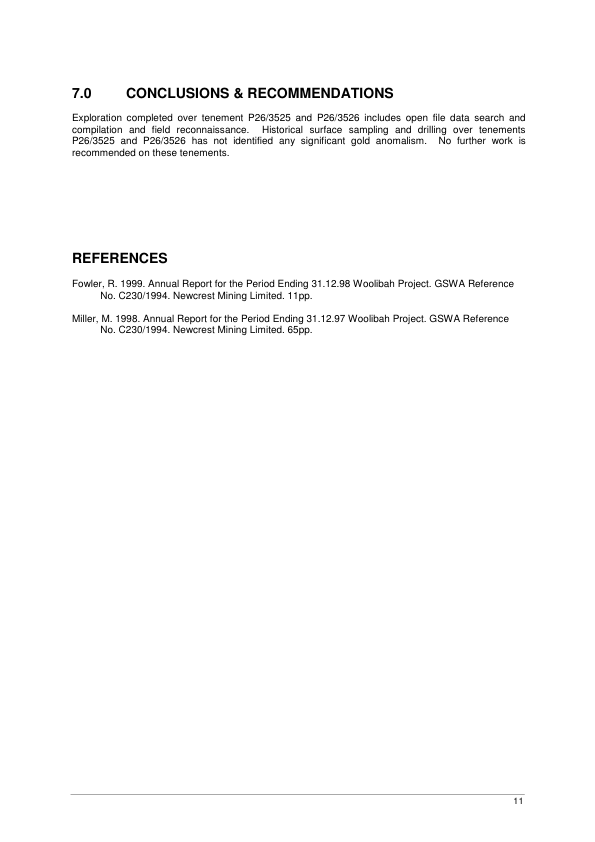 7.0 CONCLUSIONS & RECOMMENDATIONS
Exploration completed over tenement P26/3525 and P26/3526 includes open file data search and
compilation and field reconnaissance. Historical surface sampling and drilling over tenements
P26/3525 and P26/3526 has not identified any significant gold anomalism. No further work is
recommended on these tenements.
REFERENCES
Fowler, R. 1999. Annual Report for the Period Ending 31.12.98 Woolibah Project. GSWA Reference
No. C230/1994. Newcrest Mining Limited. 11pp.
Miller, M. 1998. Annual Report for the Period Ending 31.12.97 Woolibah Project. GSWA Reference
No. C230/1994. Newcrest Mining Limited. 65pp.
11